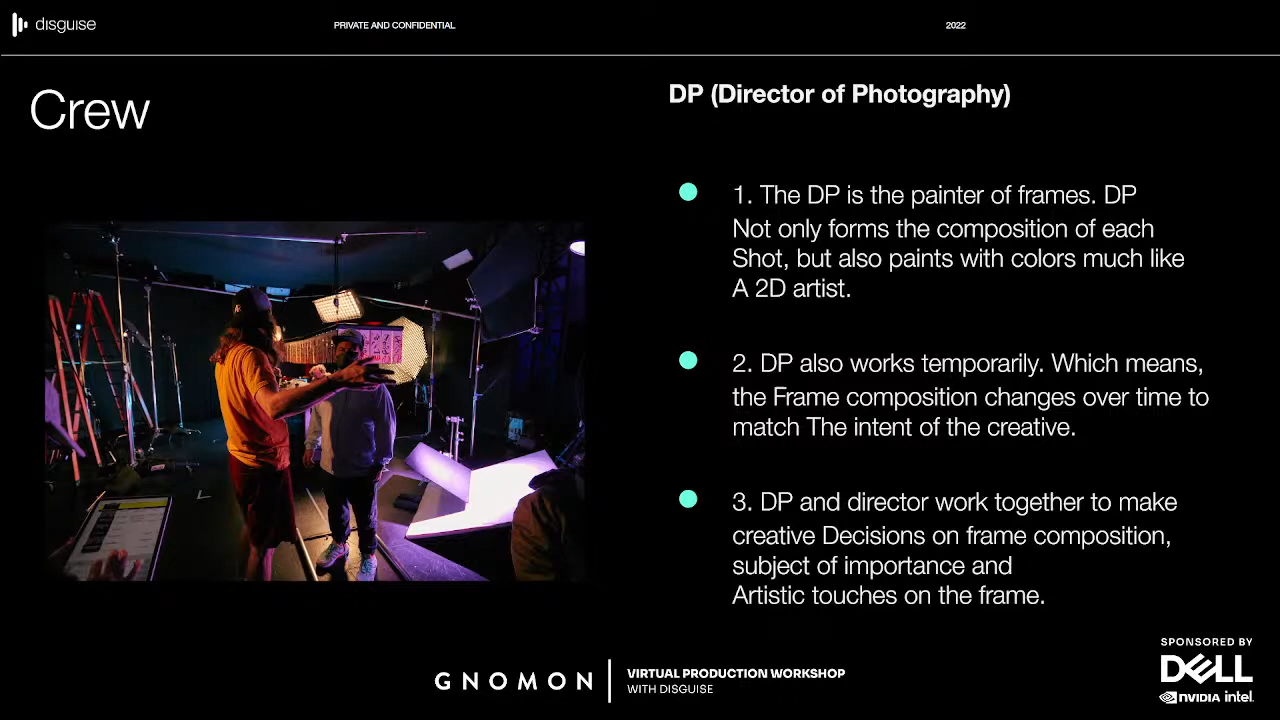 disguise
PRIVATE AND CONFIDENTIAL
2022
Crew
DP (Director of Photography)
1. The DP is the painter of frames. DP
Not only forms the composition of each
Shot, but also paints with colors much like
A 2D artist.
2. DP also works temporarily. Which means,
the Frame composition changes over time to
match The intent of the creative.
3. DP and director work together to make
creative Decisions on frame composition,
subject of importance and
Artistic touches on the frame.
GNOMON
VIRTUAL PRODUCTION WORKSHOP
WITH DISGUISE
SPONSORED BY
DELL
NVIDIA intel.